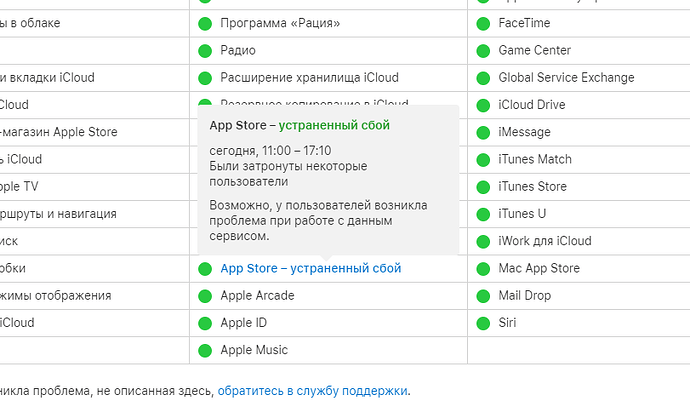 ы в облаке
Программа «Рация»
FaceTime
Радио
Game Center
и вкладки iCloud
Расширение хранилища iCloud
Global Service Exchange
Cloud
Резервное копирование в iCloud
iCloud Drive
-магазин Apple Store
iMessage
ь iCloud
iTunes Match
pple TV
iTunes Store
ршруты и навигация
iTunes U
иск
iWork для iCloud
App Store – устраненный сбой
сегодня, 11:00 – 17:10
Были затронуты некоторые
пользователи
Возможно, у пользователей возникла
проблема при работе с данным
сервисом.
обки
App Store – устраненный сбой
Mac App Store
жимы отображения
Apple Arcade
Mail Drop
iCloud
Apple ID
Siri
Apple Music
никла проблема, не описанная здесь, обратитесь в службу поддержки.